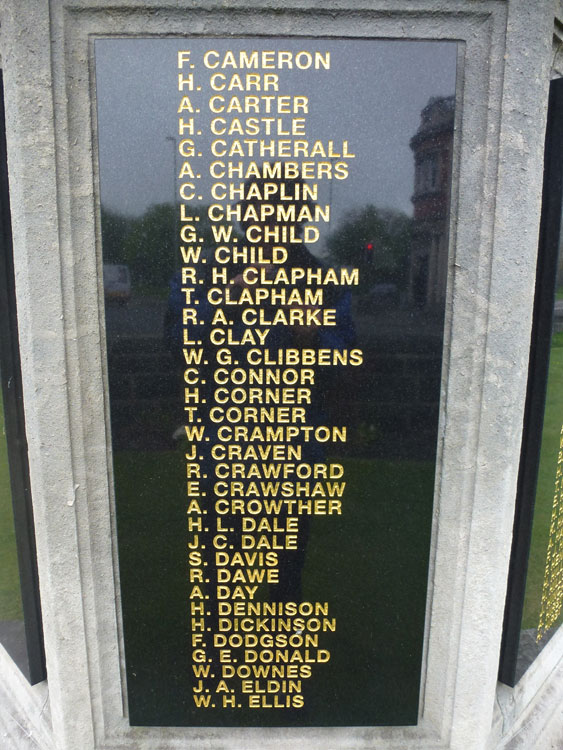 F. CAMERON
H. CARR
A. CARTER
H. CASTLE
G. CATHERALL
A. CHAMBERS
C. CHAPLIN
L. CHAPMAN
G. W. CHILD
W. CHILD
R. H. CLAPHAM
T. CLAPHAM
R. A. CLARKE
L. CLAY
W. G. CLIBBENS
C. CONNOR
H. CORNER
T. CORNER
W. CRAMPTON
J. CRAVEN
R. CRAWFORD
E. CRAWSHAW
A. CROWTHER
H. L. DALE
J. C. DALE
S. DAVIS
R. DAWE
A. DAY
H. DENNISON
H. DICKINSON
F. DODGSON
G. E. DONALD
W. DOWNES
J. A. ELDIN
W. H. ELLIS